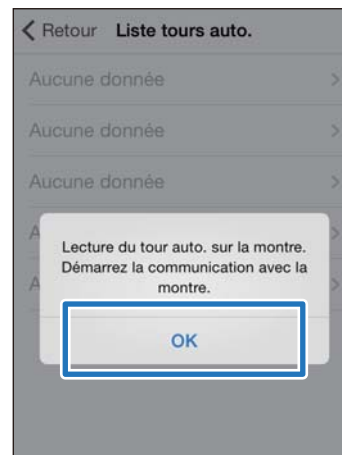 Retour Liste tours auto.
Aucune donnée
Aucune donnée
Aucune donnée
A
Lecture du tour auto. sur la montre.
Démarrez la communication avec la
montre.
A
OK